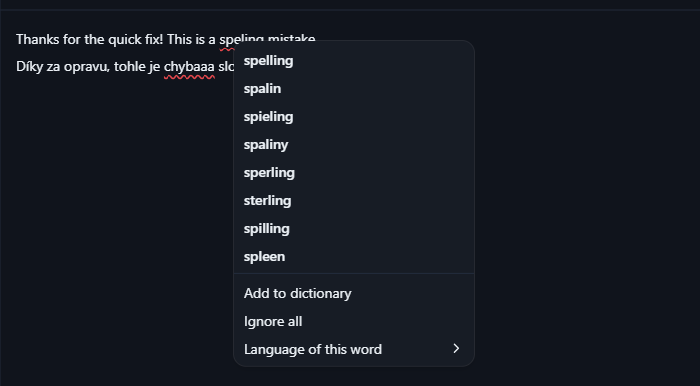 Thanks for the quick fix! This is a speling mistake
Díky za opravu, tohle je chybaaa
spelling
spalin
spieling
spaliny
sperling
sterling
spilling
spleen
Add to dictionary
Ignore all
Language of this word